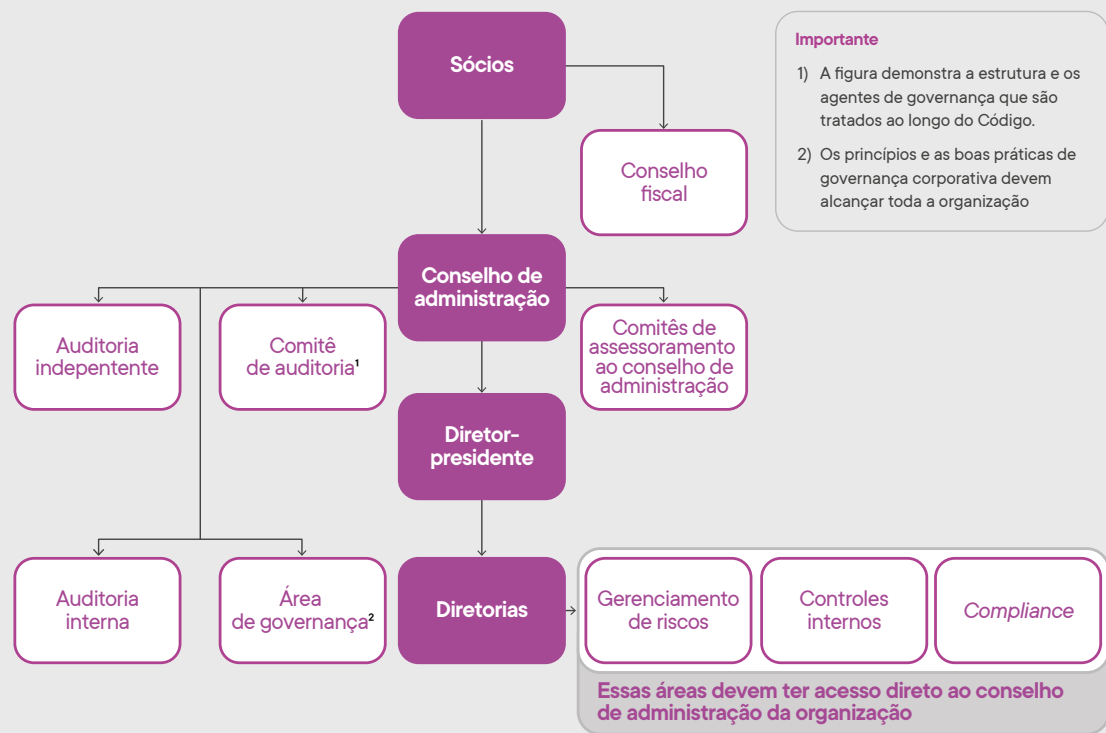 Sócios
Importante
1) A figura demonstra a estrutura e os
agentes de governança que são
tratados ao longo do Código.
2) Os princípios e as boas práticas de
governança corporativa devem
alcançar toda a organização
Conselho
fiscal
Conselho de
administração
Auditoria
indepentente
Comitê
de auditoria¹
Comitês de
assessoramento
ao conselho de
administração
Diretor-
presidente
Auditoria
interna
Área
de governança²
Diretorias
Gerenciamento
de riscos
Controles
internos
Compliance
Essas áreas devem ter acesso direto ao conselho
de administração da organização